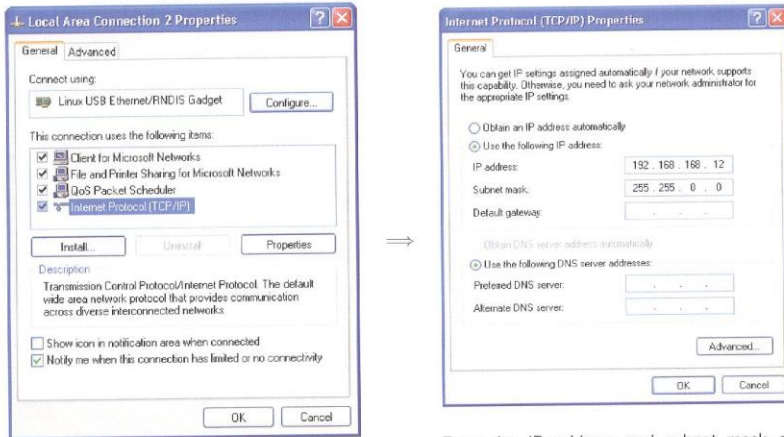 Local Area Connection 2 Properties
General Advanced
Connect using:
Linux USB Ethernet/RNDIS Gadget
Configure...
This connection uses the following items:
Client for Microsoft Networks
File and Printer Sharing for Microsoft Networks
QoS Packet Scheduler
Internet Protocol (TCP/IP)
Install... Uninstall Properties
Description
Transmission Control Protocol/Internet Protocol. The default
wide area network protocol that provides communication
across diverse interconnected networks.
Show icon in notification area when connected
Notify me when this connection has limited or no connectivity
OK Cancel
⇒
Internet Protocol (TCP/IP) Properties
General
You can get IP settings assigned automatically if your network supports
this capability. Otherwise, you need to ask your network administrator for
the appropriate IP settings.
Obtain an IP address automatically
Use the following IP address:
IP address: 192 . 168 . 168 . 12
Subnet mask: 255 . 255 . 0 . 0
Default gateway: . . .
Obtain DNS server address automatically
Use the following DNS server addresses:
Preferred DNS server: . . .
Alternate DNS server: . . .
Advanced...
OK Cancel